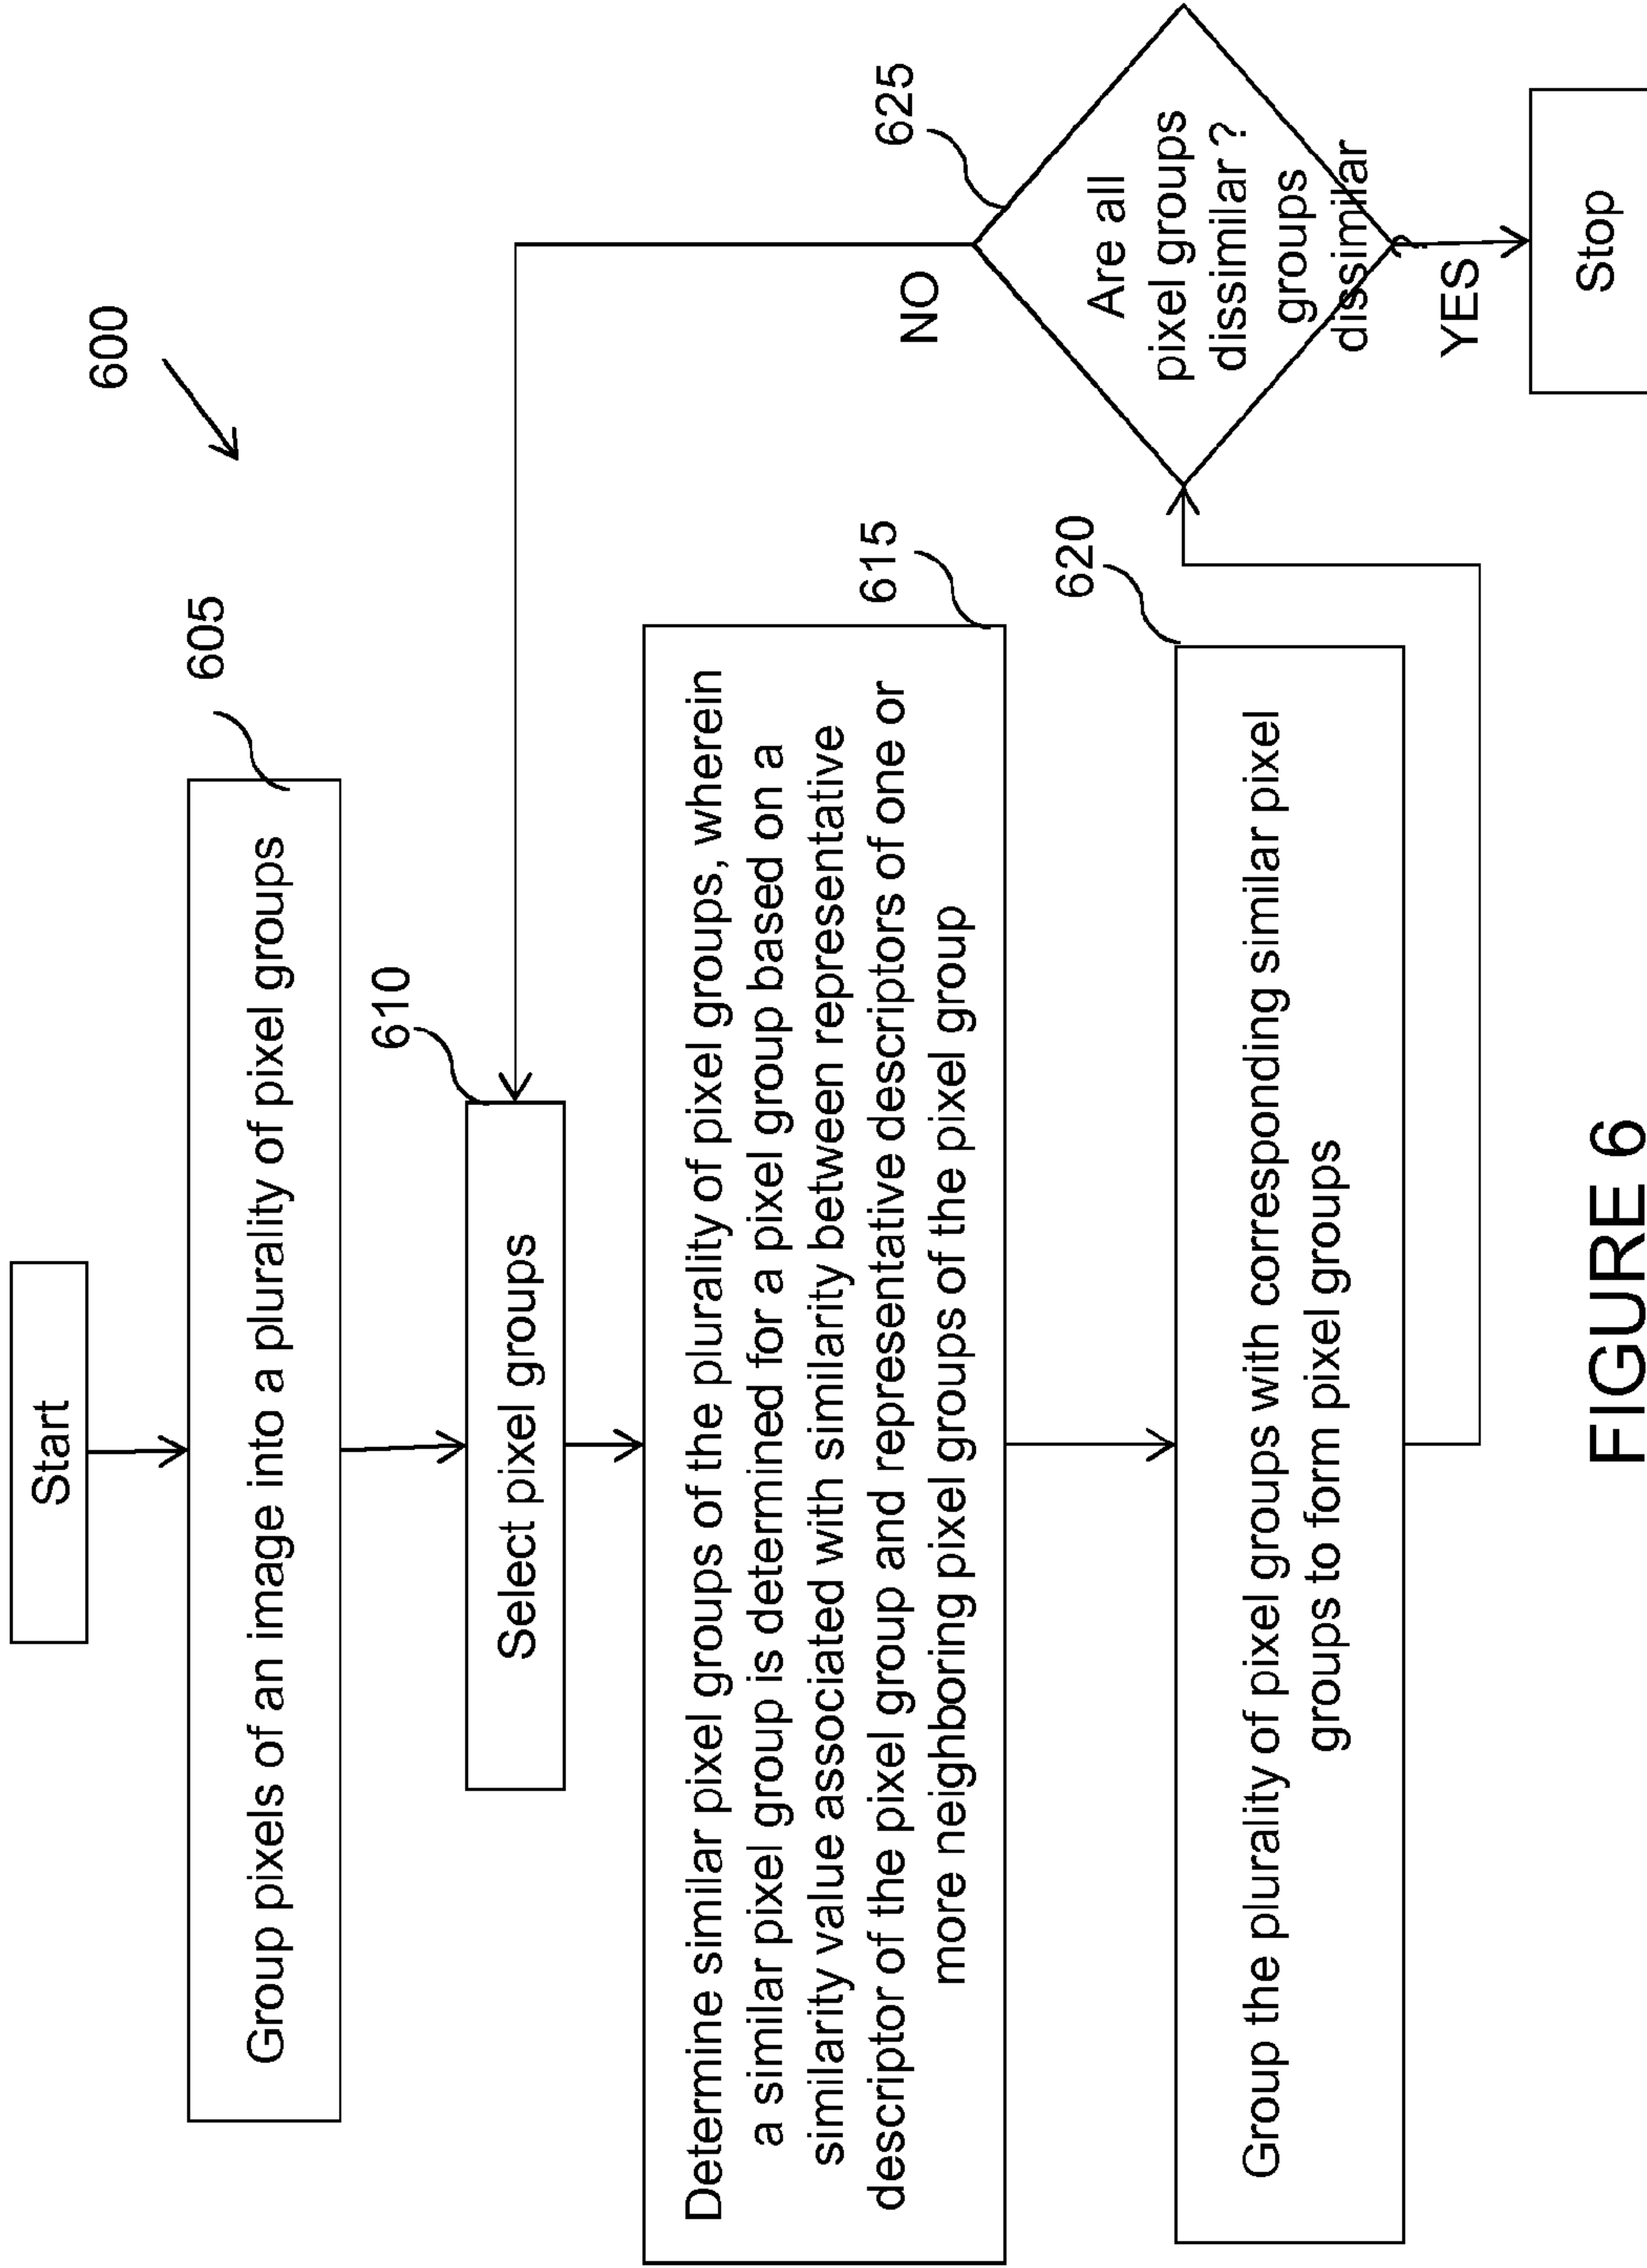 600
Start
Group pixels of an image into a plurality of pixel groups
605
Select pixel groups
610
Determine similar pixel groups of the plurality of pixel groups, wherein
a similar pixel group is determined for a pixel group based on a
similarity value associated with similarity between representative
descriptor of the pixel group and representative descriptors of one or
more neighboring pixel groups of the pixel group
615
Group the plurality of pixel groups with corresponding similar pixel
groups to form pixel groups
620
Are all
pixel groups
dissimilar ?
groups
dissimilar
625
NO
YES
Stop
FIGURE 6